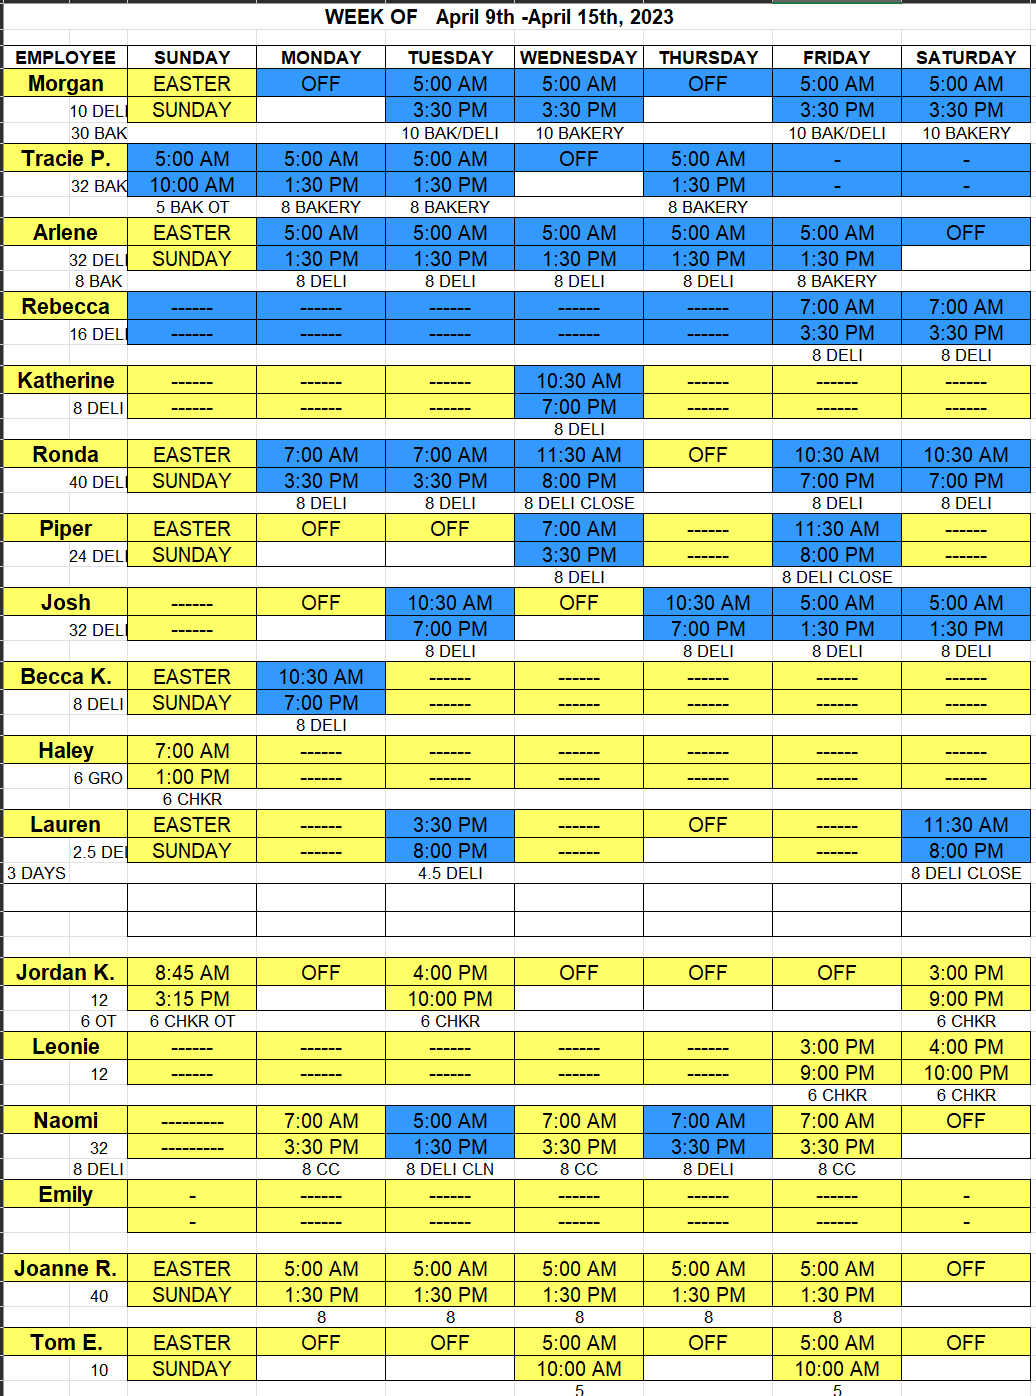 WEEK OF April 9th -April 15th, 2023
EMPLOYEE SUNDAY MONDAY TUESDAY WEDNESDAY THURSDAY FRIDAY SATURDAY
Morgan EASTER OFF 5:00 AM 5:00 AM OFF 5:00 AM 5:00 AM
10 DELI SUNDAY 3:30 PM 3:30 PM 3:30 PM 3:30 PM
30 BAK 10 BAK/DELI 10 BAKERY 10 BAK/DELI 10 BAKERY
Tracie P. 5:00 AM 5:00 AM 5:00 AM OFF 5:00 AM - -
32 BAK 10:00 AM 1:30 PM 1:30 PM 1:30 PM - -
5 BAK OT 8 BAKERY 8 BAKERY 8 BAKERY
Arlene EASTER 5:00 AM 5:00 AM 5:00 AM 5:00 AM 5:00 AM OFF
32 DELI SUNDAY 1:30 PM 1:30 PM 1:30 PM 1:30 PM 1:30 PM
8 BAK 8 DELI 8 DELI 8 DELI 8 DELI 8 BAKERY
Rebecca ------ ------ ------ ------ ------ 7:00 AM 7:00 AM
16 DELI ------ ------ ------ ------ ------ 3:30 PM 3:30 PM
8 DELI 8 DELI
Katherine ------ ------ ------ 10:30 AM ------ ------ ------
8 DELI ------ ------ ------ 7:00 PM ------ ------ ------
8 DELI
Ronda EASTER 7:00 AM 7:00 AM 11:30 AM OFF 10:30 AM 10:30 AM
40 DELI SUNDAY 3:30 PM 3:30 PM 8:00 PM 7:00 PM 7:00 PM
8 DELI 8 DELI 8 DELI CLOSE 8 DELI 8 DELI
Piper EASTER OFF OFF 7:00 AM ------ 11:30 AM ------
24 DELI SUNDAY 3:30 PM ------ 8:00 PM ------
8 DELI 8 DELI CLOSE
Josh ------ OFF 10:30 AM OFF 10:30 AM 5:00 AM 5:00 AM
32 DELI ------ 7:00 PM 7:00 PM 1:30 PM 1:30 PM
8 DELI 8 DELI 8 DELI 8 DELI
Becca K. EASTER 10:30 AM ------ ------ ------ ------ ------
8 DELI SUNDAY 7:00 PM ------ ------ ------ ------ ------
8 DELI
Haley 7:00 AM ------ ------ ------ ------ ------ ------
6 GRO 1:00 PM ------ ------ ------ ------ ------ ------
6 CHKR
Lauren EASTER ------ 3:30 PM ------ OFF ------ 11:30 AM
2.5 DEI SUNDAY ------ 8:00 PM ------ ------ 8:00 PM
3 DAYS 4.5 DELI 8 DELI CLOSE
Jordan K. 8:45 AM OFF 4:00 PM OFF OFF OFF 3:00 PM
12 3:15 PM 10:00 PM 9:00 PM
6 OT 6 CHKR OT 6 CHKR 6 CHKR
Leonie ------ ------ ------ ------ ------ 3:00 PM 4:00 PM
12 ------ ------ ------ ------ ------ 9:00 PM 10:00 PM
6 CHKR 6 CHKR
Naomi --------- 7:00 AM 5:00 AM 7:00 AM 7:00 AM 7:00 AM OFF
32 --------- 3:30 PM 1:30 PM 3:30 PM 3:30 PM 3:30 PM
8 DELI 8 CC 8 DELI CLN 8 CC 8 DELI 8 CC
Emily - ------ ------ ------ ------ ------ -
- ------ ------ ------ ------ ------ -
Joanne R. EASTER 5:00 AM 5:00 AM 5:00 AM 5:00 AM 5:00 AM OFF
40 SUNDAY 1:30 PM 1:30 PM 1:30 PM 1:30 PM 1:30 PM
8 8 8 8 8
Tom E. EASTER OFF OFF 5:00 AM OFF 5:00 AM OFF
10 SUNDAY 10:00 AM 10:00 AM
5 5